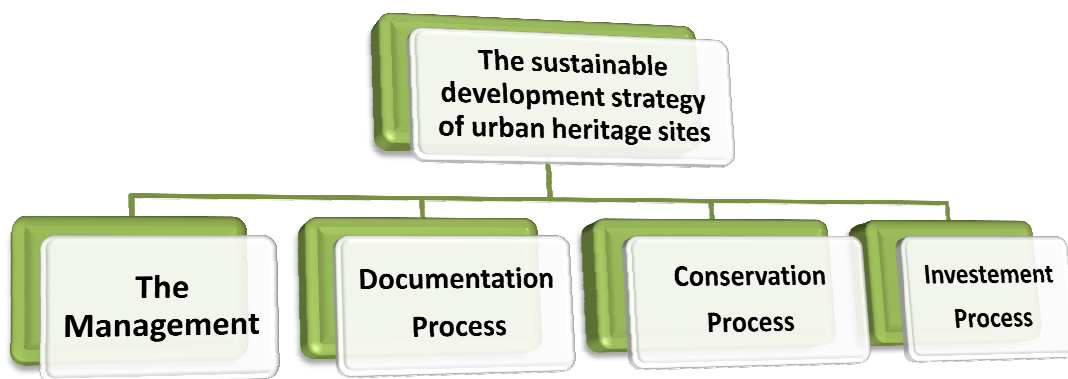 The sustainable
development strategy
of urban heritage sites
The
Management
Documentation
Process
Conservation
Process
Investement
Process